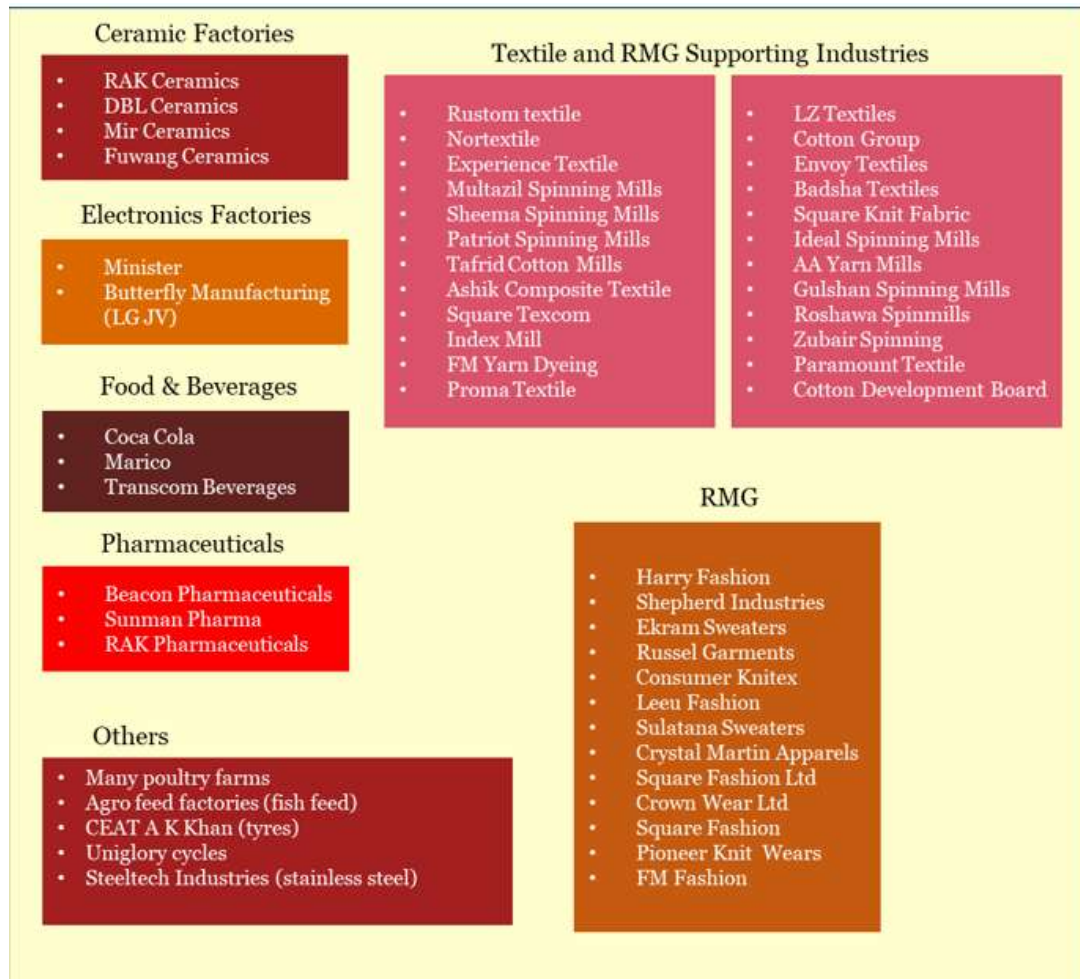 Ceramic Factories
• RAK Ceramics
• DBL Ceramics
• Mir Ceramics
• Fuwang Ceramics
Electronics Factories
• Minister
• Butterfly Manufacturing
(LG JV)
Food & Beverages
• Coca Cola
• Marico
• Transcom Beverages
Pharmaceuticals
• Beacon Pharmaceuticals
• Sunman Pharma
• RAK Pharmaceuticals
Others
• Many poultry farms
• Agro feed factories (fish feed)
• CEAT A K Khan (tyres)
• Uniglory cycles
• Steeltech Industries (stainless steel)
Textile and RMG Supporting Industries
• Rustom textile
• Nortextile
• Experience Textile
• Multazil Spinning Mills
• Sheema Spinning Mills
• Patriot Spinning Mills
• Tafrid Cotton Mills
• Ashik Composite Textile
• Square Texcom
• Index Mill
• FM Yarn Dyeing
• Proma Textile
• LZ Textiles
• Cotton Group
• Envoy Textiles
• Badsha Textiles
• Square Knit Fabric
• Ideal Spinning Mills
• AA Yarn Mills
• Gulshan Spinning Mills
• Roshawa Spinmills
• Zubair Spinning
• Paramount Textile
• Cotton Development Board
RMG
• Harry Fashion
• Shepherd Industries
• Ekram Sweaters
• Russel Garments
• Consumer Knitex
• Leeu Fashion
• Sulatana Sweaters
• Crystal Martin Apparels
• Square Fashion Ltd
• Crown Wear Ltd
• Square Fashion
• Pioneer Knit Wears
• FM Fashion